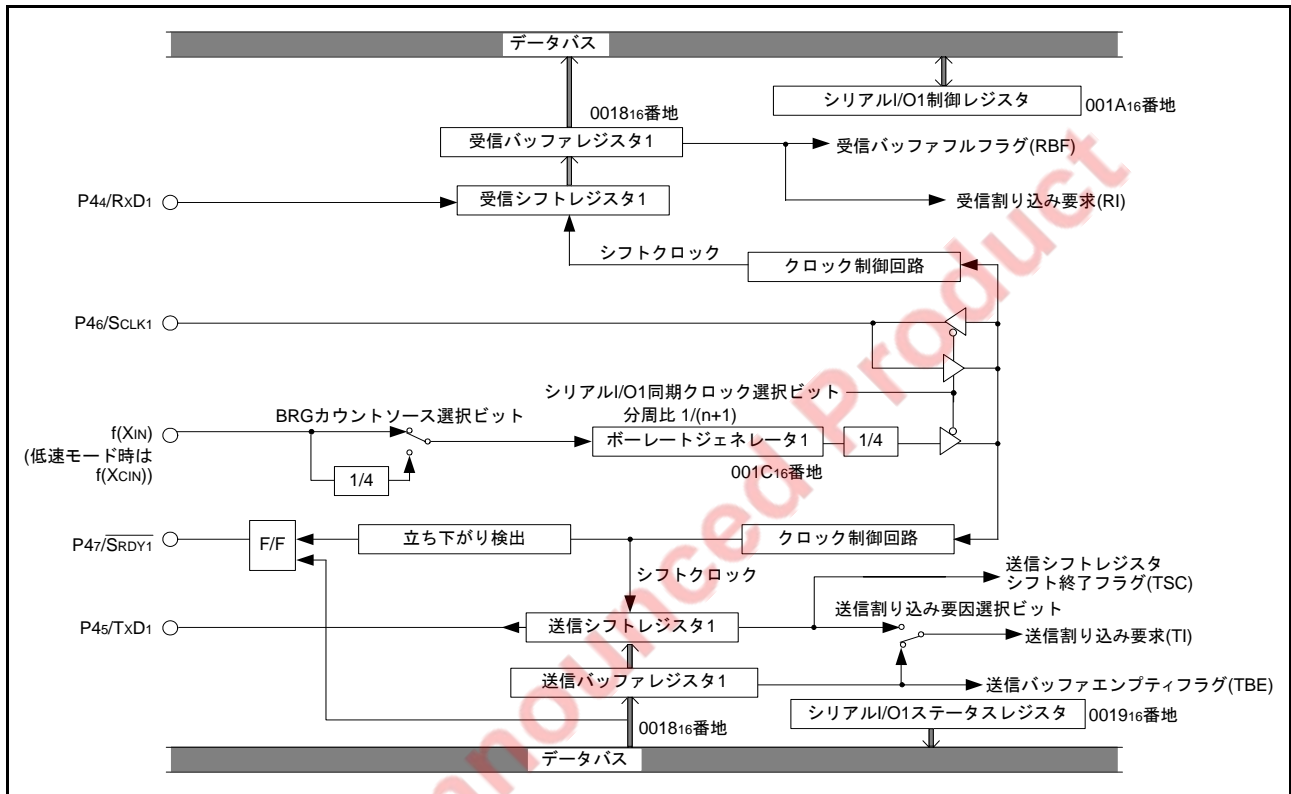 データバス
シリアルI/O1制御レジスタ
001A16番地
001816番地
受信バッファレジスタ1
受信バッファフルフラグ(RBF)
P44/RXD1
受信シフトレジスタ1
受信割り込み要求(RI)
シフトクロック
クロック制御回路
P46/SCLK1
シリアルI/O1同期クロック選択ビット
BRGカウントソース選択ビット
分周比 1/(n+1)
f(XIN)
(低速モード時は
f(XCIN))
ボーレートジェネレータ1
1/4
1/4
001C16番地
P47/SRDY1
F/F
立ち下がり検出
クロック制御回路
シフトクロック
送信シフトレジスタ
シフト終了フラグ(TSC)
送信割り込み要因選択ビット
P45/TXD1
送信シフトレジスタ1
送信割り込み要求(TI)
送信バッファレジスタ1
送信バッファエンプティフラグ(TBE)
001816番地
シリアルI/O1ステータスレジスタ
001916番地
データバス
nounced Product